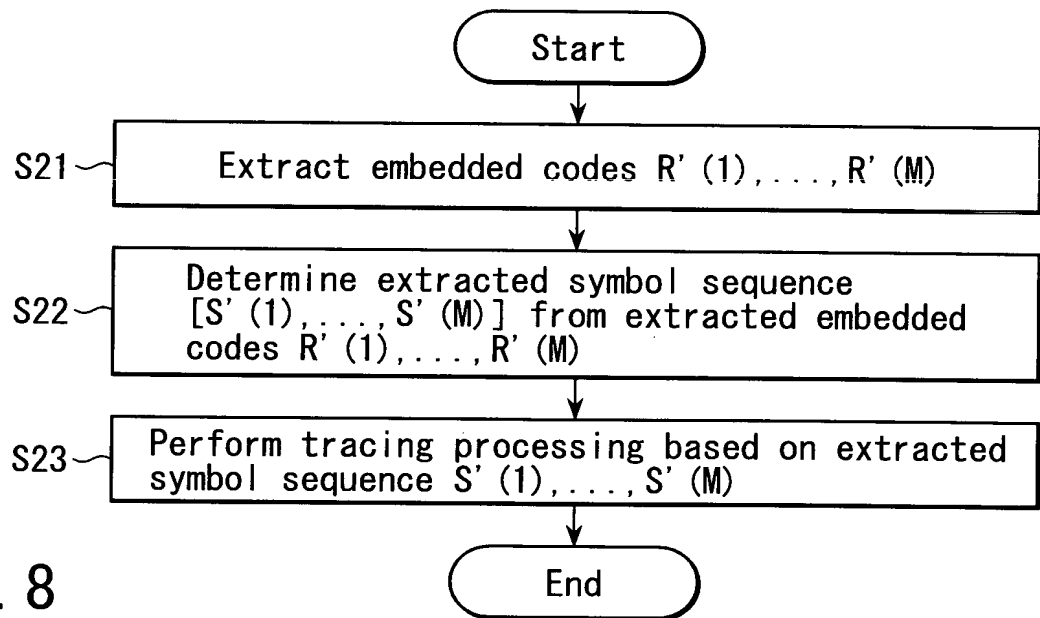 Start
S21
Extract embedded codes R'(1),...,R'(M)
S22
Determine extracted symbol sequence
[S'(1),...,S'(M)] from extracted embedded
codes R'(1),...,R'(M)
S23
Perform tracing processing based on extracted
symbol sequence S'(1),...,S'(M)
End
. 8